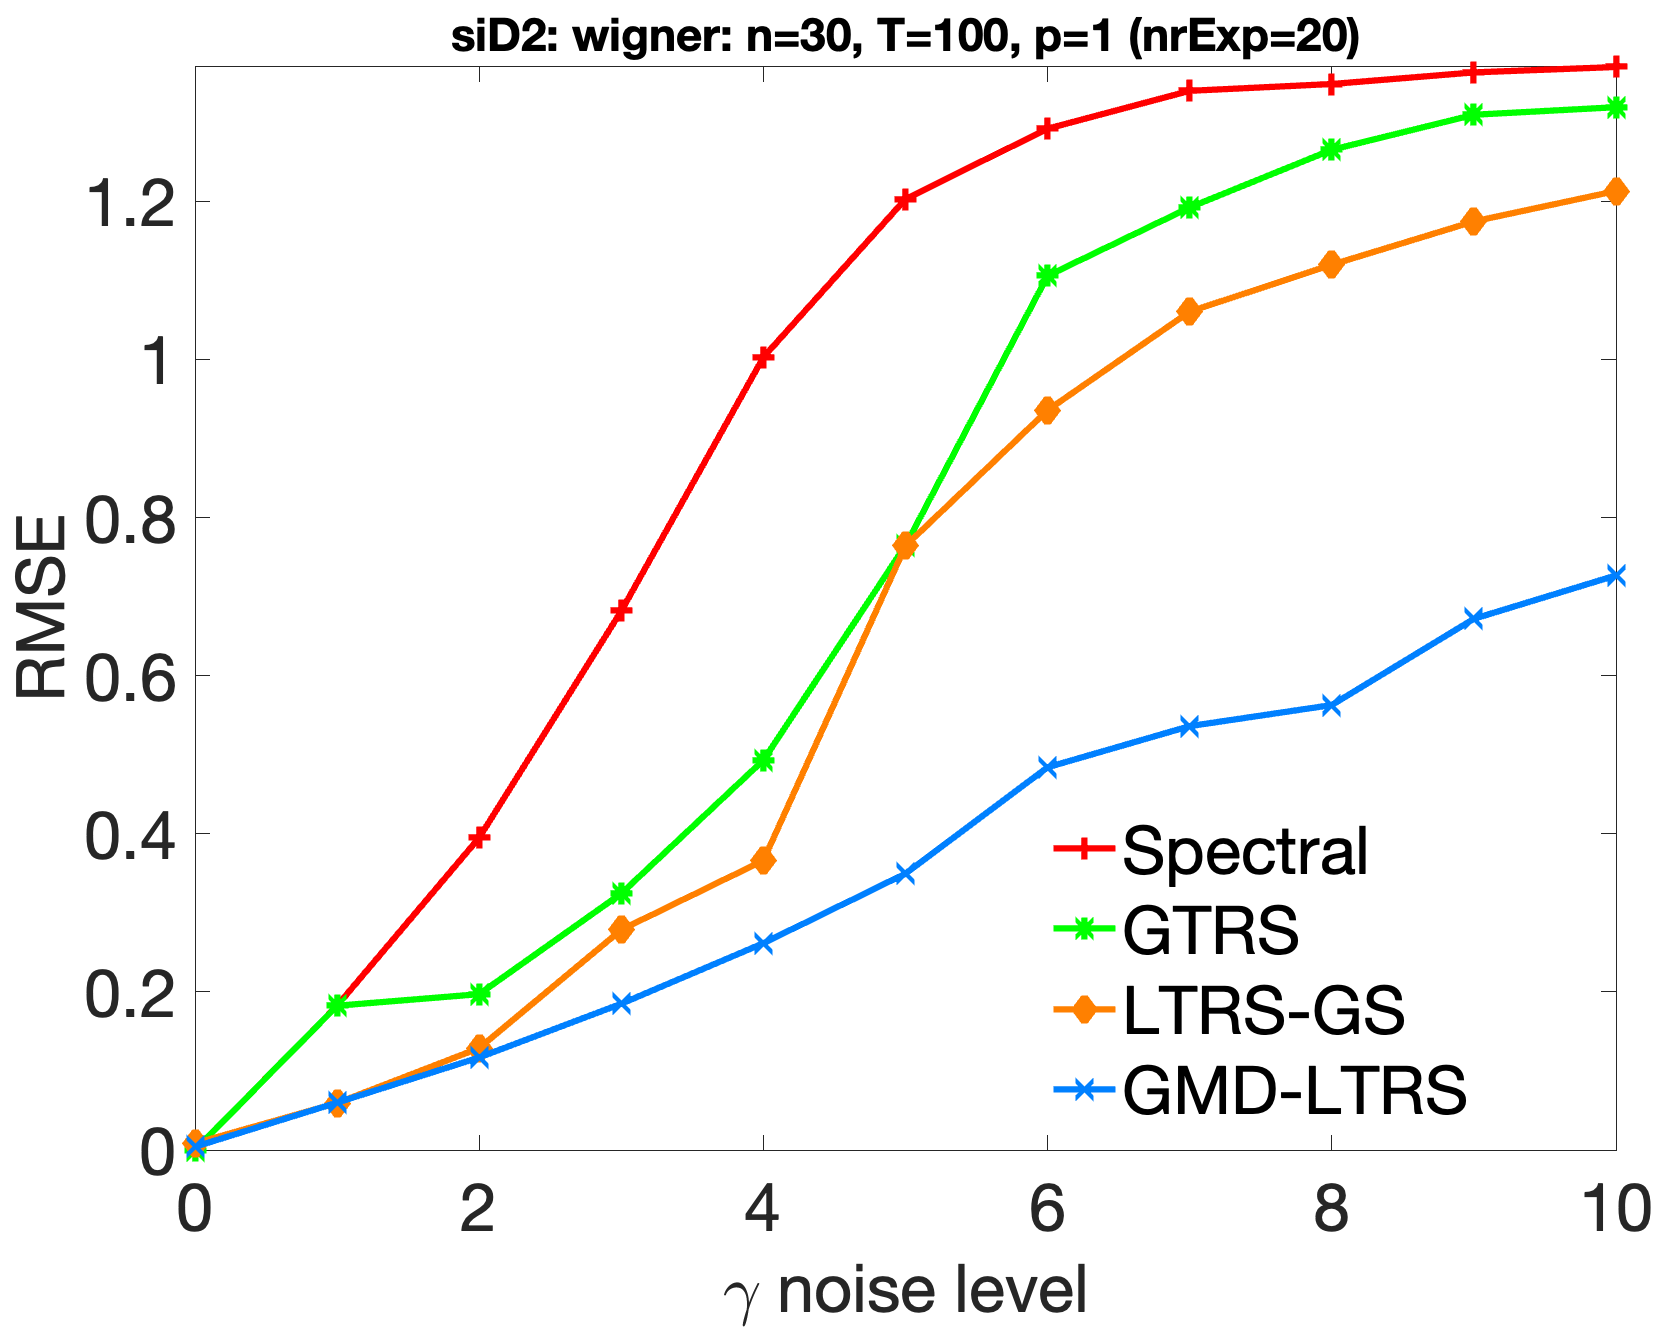 siD2: wigner: n=30, T=100, p=1 (nrExp=20)
1.2
1
0.8
0.6
0.4
0.2
0
RMSE
Spectral
GTRS
LTRS-GS
GMD-LTRS
0 2 4 6 8 10
γ noise level